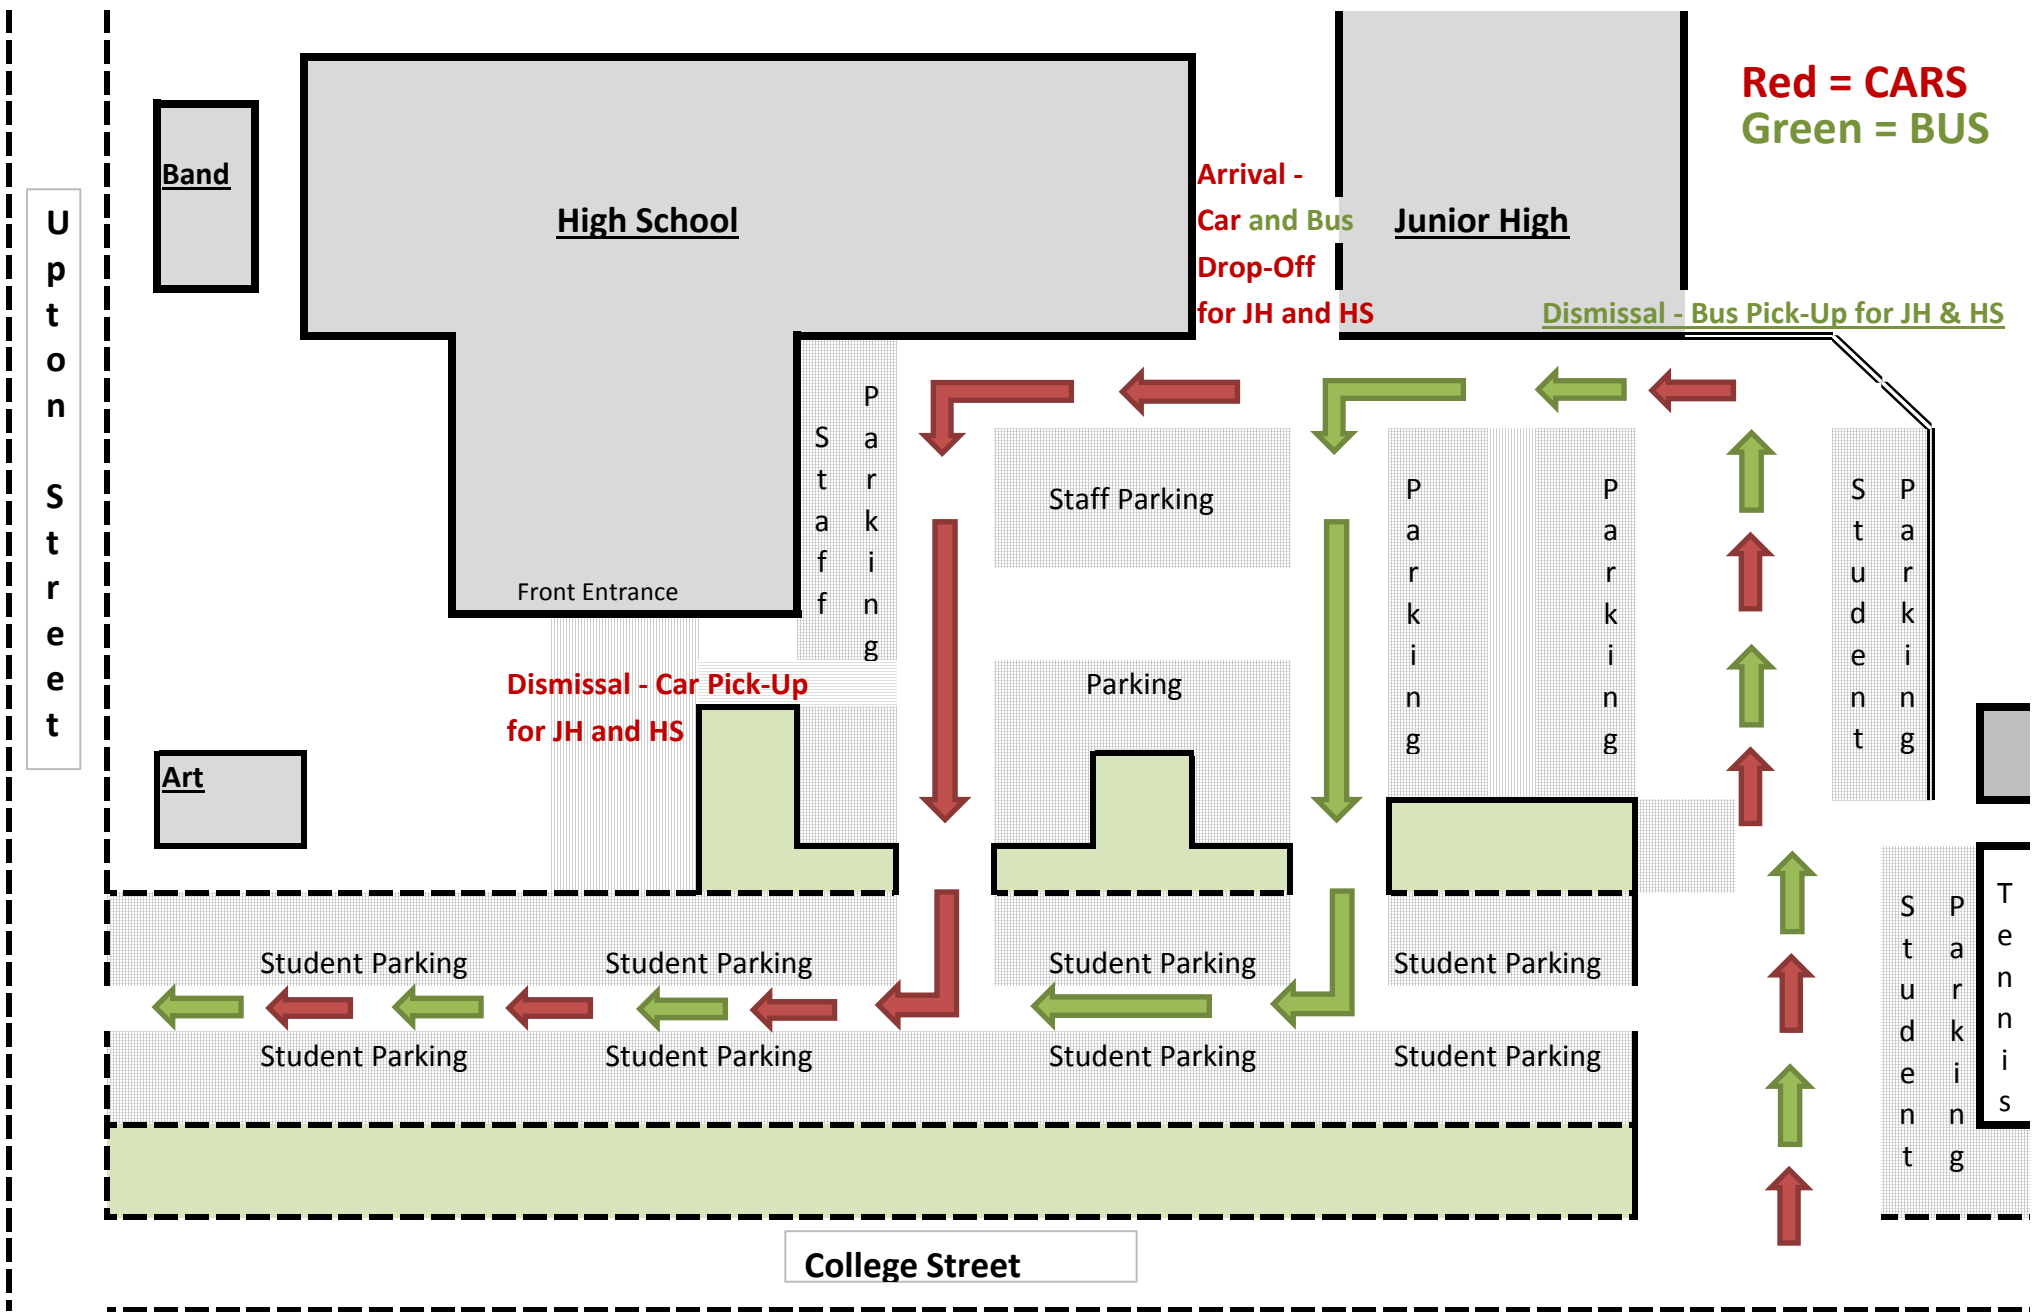 Red = CARS
Green = BUS
Band
High School
Arrival -
Car and Bus
Drop-Off
for JH and HS
Junior High
Dismissal - Bus Pick-Up for JH & HS
Upton Street
Staff Parking
Staff Parking
Parking
Parking
Student Parking
Front Entrance
Parking
Dismissal - Car Pick-Up
for JH and HS
Art
Student Parking
Tennis
Student Parking
Student Parking
Student Parking
Student Parking
Student Parking
Student Parking
Student Parking
Student Parking
College Street